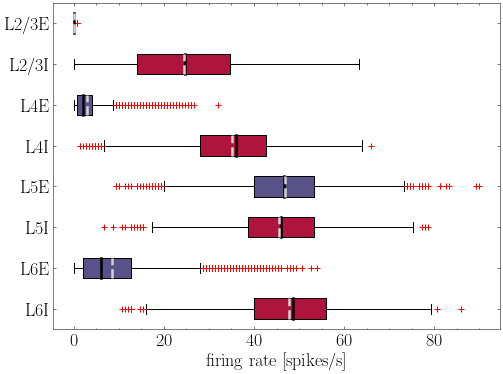 L2/3E
L2/3I
L4E
L4I
L5E
L5I
L6E
L6I
0 20 40 60 80
firing rate [spikes/s]